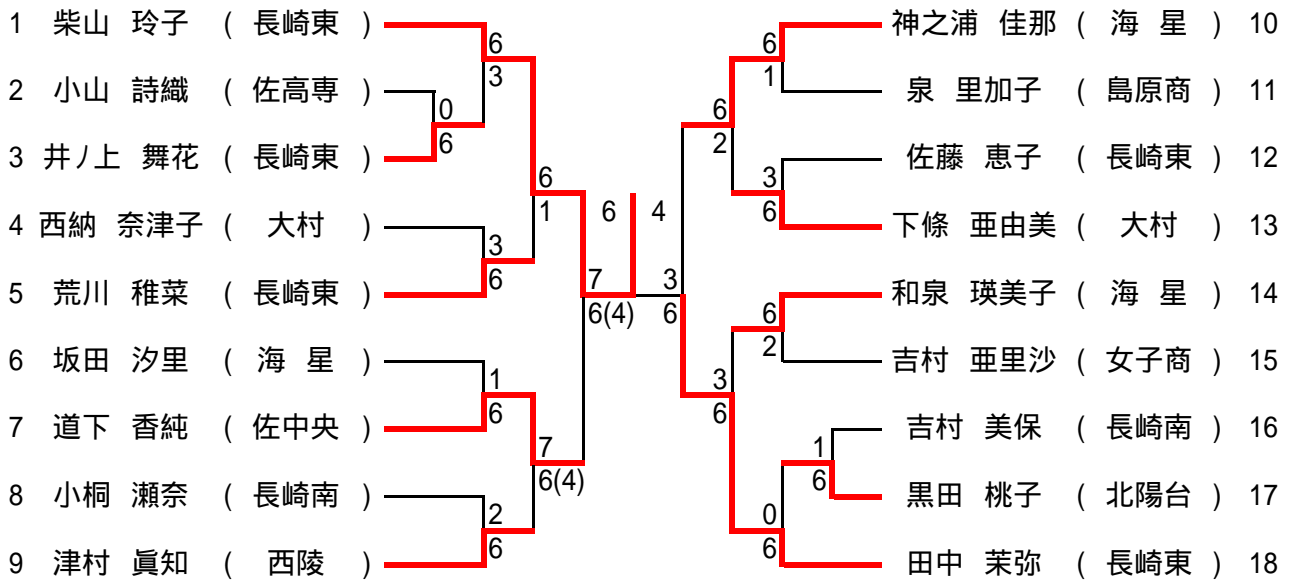 1 柴山 玲子 ( 長崎東 ) 神之浦 佳那 ( 海 星 ) 10
6 6
3 1
2 小山 詩織 ( 佐高専 ) 泉 里加子 ( 島原商 ) 11
0 6
6 2
3 井ノ上 舞花 ( 長崎東 ) 佐藤 恵子 ( 長崎東 ) 12
6 3
1 6 4 6
4 西納 奈津子 ( 大村 ) 下條 亜由美 ( 大村 ) 13
3
6 7 3
5 荒川 稚菜 ( 長崎東 ) 和泉 瑛美子 ( 海 星 ) 14
6(4) 6 6
2
6 坂田 汐里 ( 海 星 ) 吉村 亜里沙 ( 女子商 ) 15
1 3
6 6
7 道下 香純 ( 佐中央 ) 吉村 美保 ( 長崎南 ) 16
7 1
6(4) 6
8 小桐 瀬奈 ( 長崎南 ) 黒田 桃子 ( 北陽台 ) 17
2 0
6 6
9 津村 眞知 ( 西陵 ) 田中 茉弥 ( 長崎東 ) 18